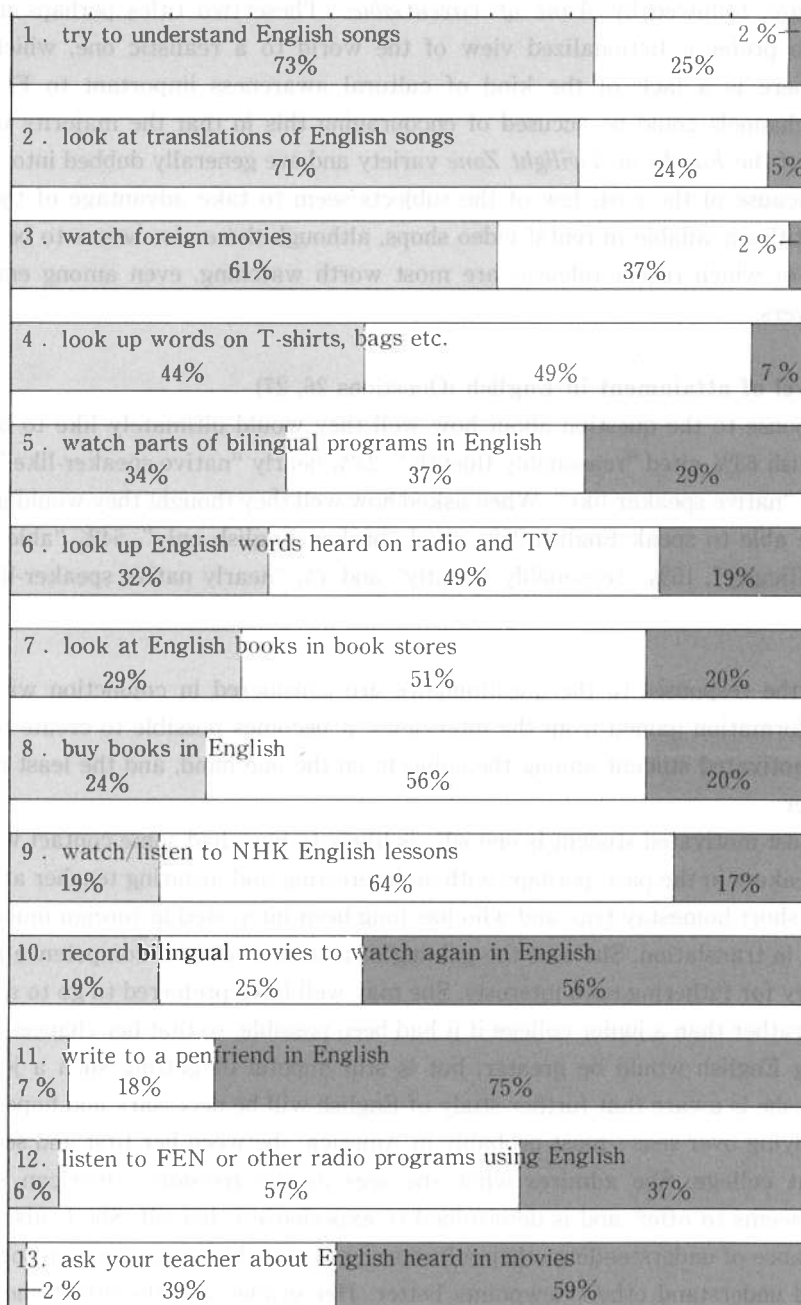 1. try to understand English songs 2%
73% 25%
2. look at translations of English songs
71% 24% 5%
3. watch foreign movies 2%
61% 37%
4. look up words on T-shirts, bags etc.
44% 49% 7%
5. watch parts of bilingual programs in English
34% 37% 29%
6. look up English words heard on radio and TV
32% 49% 19%
7. look at English books in book stores
29% 51% 20%
8. buy books in English
24% 56% 20%
9. watch/listen to NHK English lessons
19% 64% 17%
10. record bilingual movies to watch again in English
19% 25% 56%
11. write to a penfriend in English
7% 18% 75%
12. listen to FEN or other radio programs using English
6% 57% 37%
13. ask your teacher about English heard in movies
2% 39% 59%